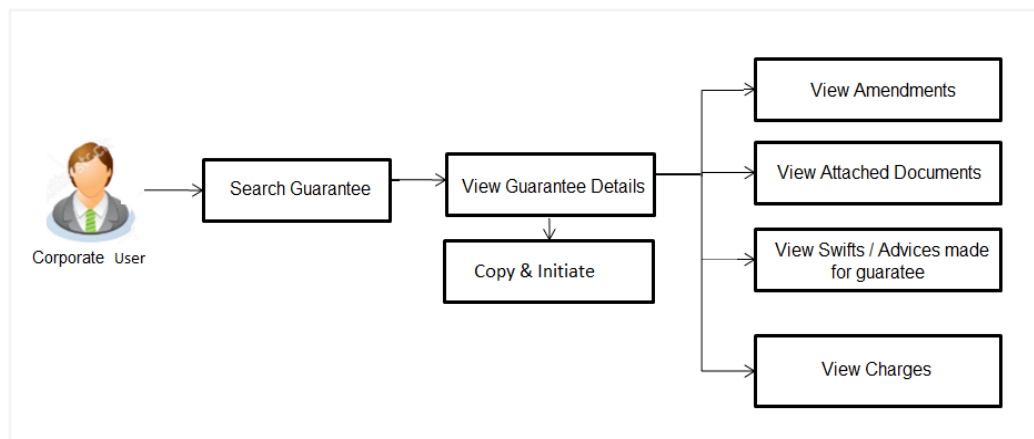 View Amendments
Search Guarantee
View Guarantee Details
View Attached Documents
Corporate User
Copy & Initiate
View Swifts / Advices made
for guaratee
View Charges